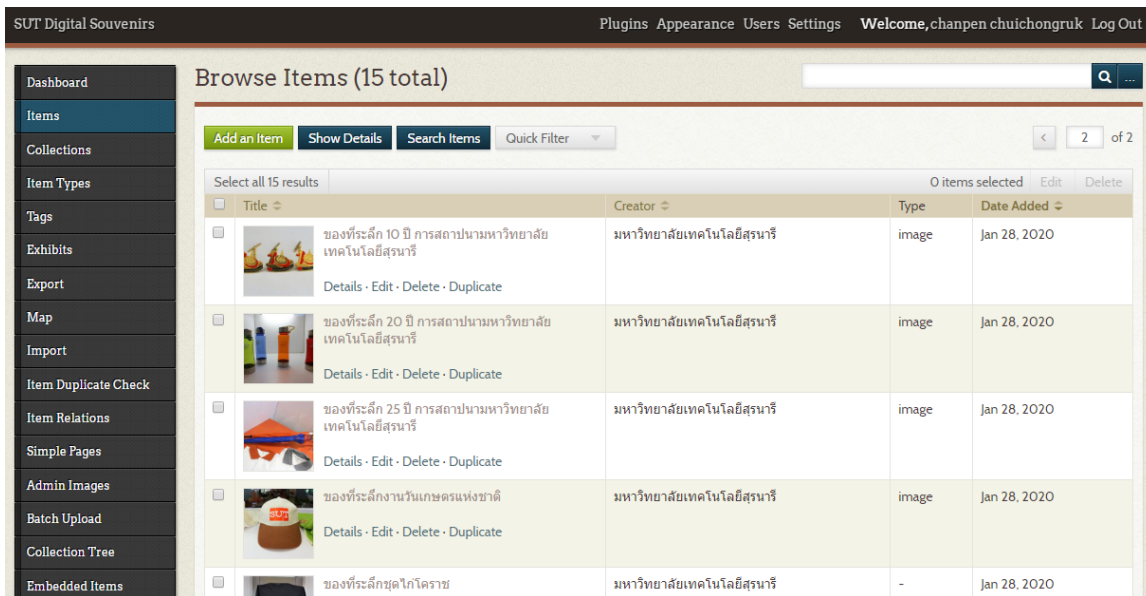 SUT Digital Souvenirs
Plugins Appearance Users Settings Welcome, chanpen chuichongruk Log Out
Dashboard
Items
Collections
Item Types
Tags
Exhibits
Export
Map
Import
Item Duplicate Check
Item Relations
Simple Pages
Admin Images
Batch Upload
Collection Tree
Embedded Items
Browse Items (15 total)
...
Add an Item Show Details Search Items Quick Filter
2 of 2
Select all 15 results 0 items selected Edit Delete
Title Creator Type Date Added
ของที่ระลึก 10 ปี การสถาปนามหาวิทยาลัย มหาวิทยาลัยเทคโนโลยีสุรนารี image Jan 28, 2020
เทคโนโลยีสุรนารี
Details · Edit · Delete · Duplicate
ของที่ระลึก 20 ปี การสถาปนามหาวิทยาลัย มหาวิทยาลัยเทคโนโลยีสุรนารี image Jan 28, 2020
เทคโนโลยีสุรนารี
Details · Edit · Delete · Duplicate
ของที่ระลึก 25 ปี การสถาปนามหาวิทยาลัย มหาวิทยาลัยเทคโนโลยีสุรนารี image Jan 28, 2020
เทคโนโลยีสุรนารี
Details · Edit · Delete · Duplicate
ของที่ระลึกงานวันเกษตรแห่งชาติ มหาวิทยาลัยเทคโนโลยีสุรนารี image Jan 28, 2020
SUT
Details · Edit · Delete · Duplicate
ของที่ระลึกชุดไก่โคราช มหาวิทยาลัยเทคโนโลยีสุรนารี - Jan 28, 2020